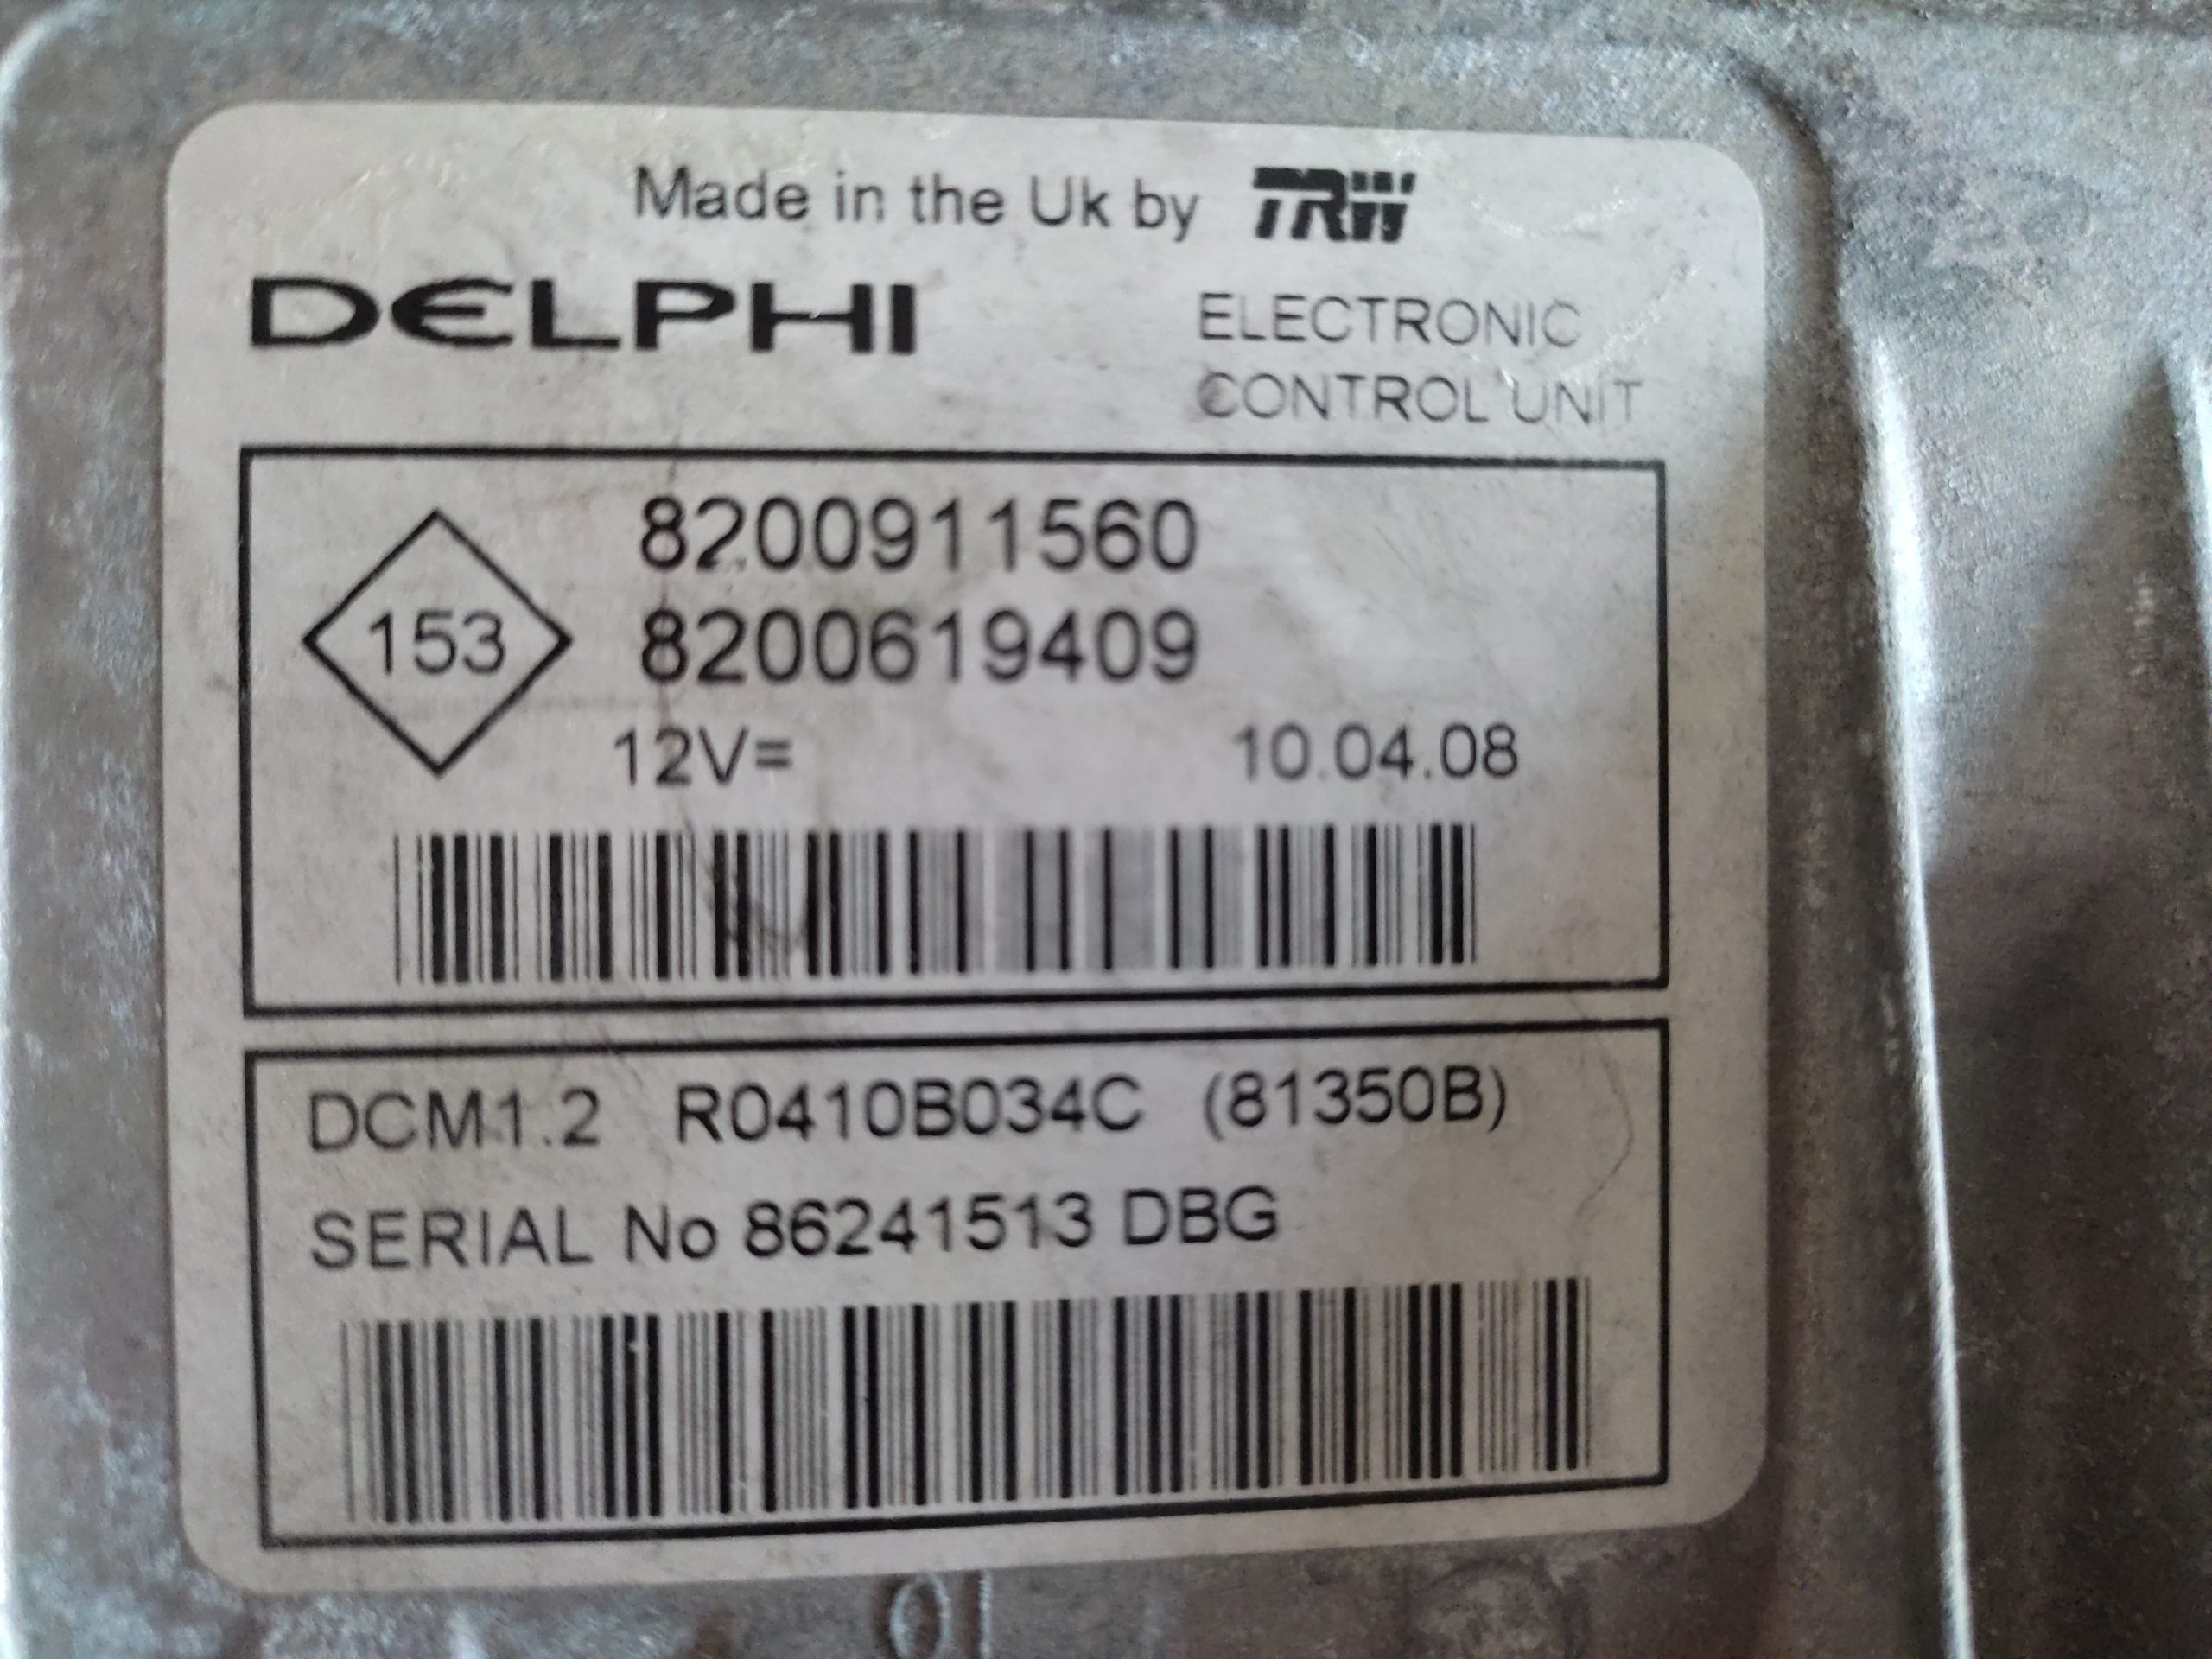 Made in the Uk by TRW
DELPHI
ELECTRONIC
CONTROL UNIT
8200911560
153
8200619409
12V=
10.04.08
DCM1.2 R0410B034C (81350B)
SERIAL No 86241513 DBG